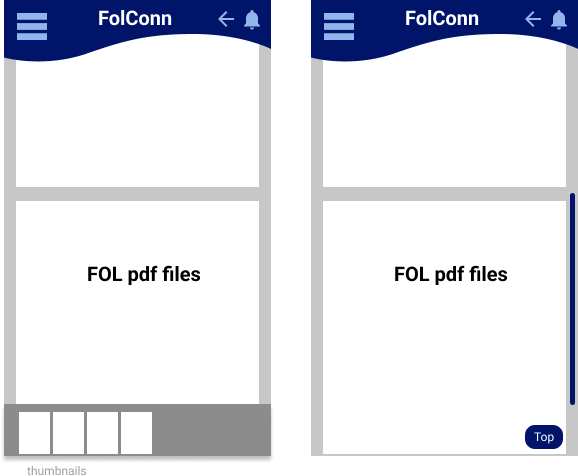 FolConn
FolConn
FOL pdf files
FOL pdf files
Top
thumbnails